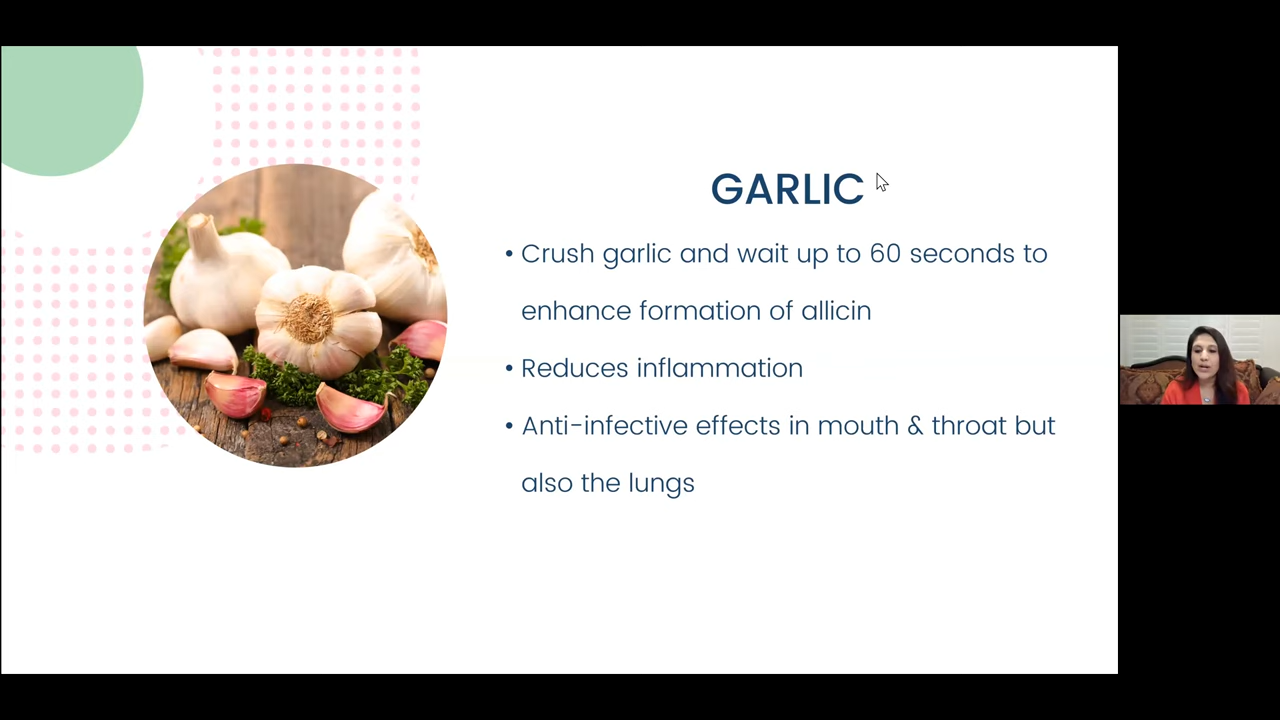 GARLIC
• Crush garlic and wait up to 60 seconds to
enhance formation of allicin
• Reduces inflammation
• Anti-infective effects in mouth & throat but
also the lungs